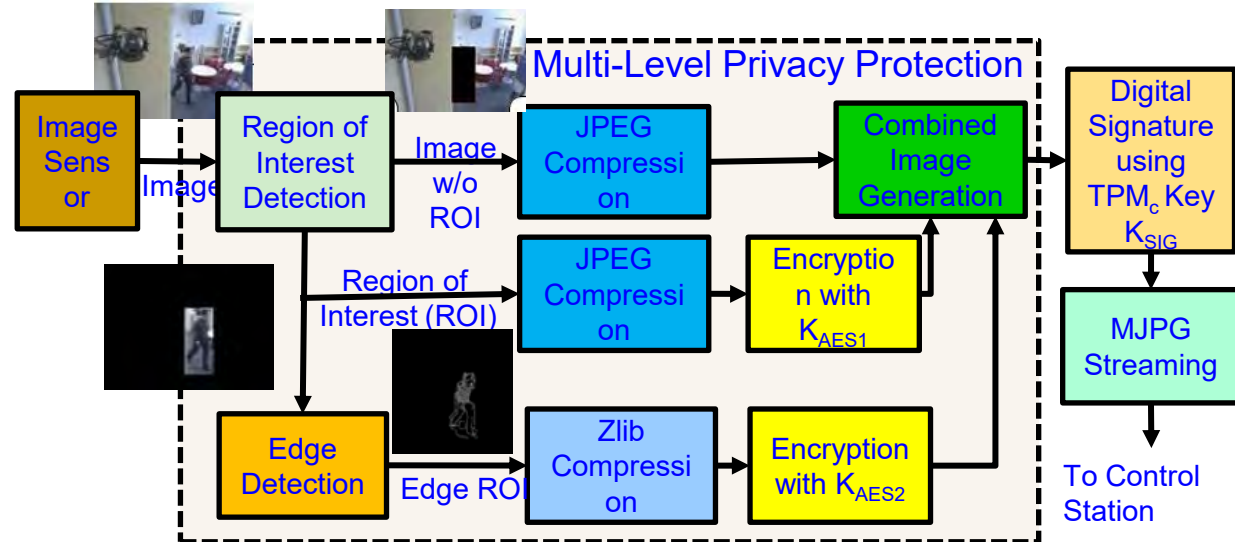 Multi-Level Privacy Protection
Image
Sens
or
Image
Region of
Interest
Detection
Image
w/o
ROI
JPEG
Compressi
on
Combined
Image
Generation
Digital
Signature
using
TPMc Key
KSIG
Region of
Interest (ROI)
JPEG
Compressi
on
Encryptio
n with
KAES1
MJPG
Streaming
Edge
Detection
Edge ROI
Zlib
Compressi
on
Encryption
with KAES2
To Control
Station